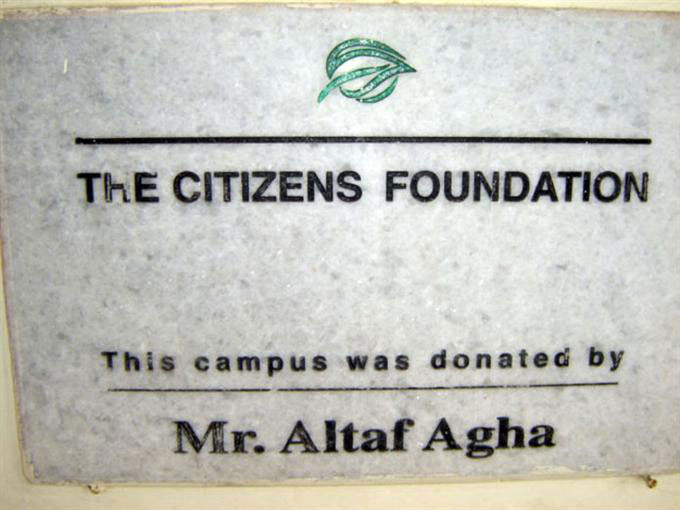 THE CITIZENS FOUNDATION
This campus was donated by
Mr. Altaf Agha